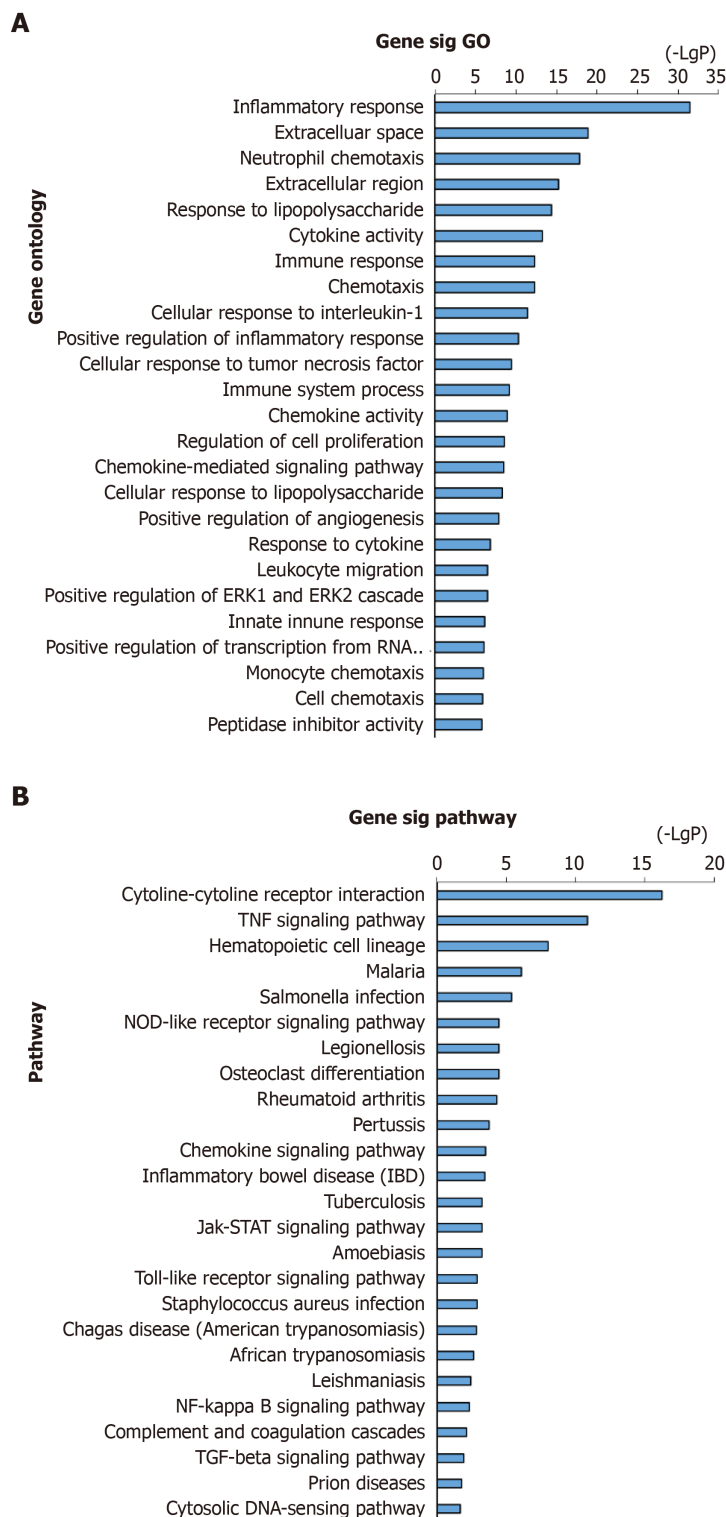 A
Gene sig GO
(-LgP)
0 5 10 15 20 25 30 35
Gene ontology
Inflammatory response
Extracelluar space
Neutrophil chemotaxis
Extracellular region
Response to lipopolysaccharide
Cytokine activity
Immune response
Chemotaxis
Cellular response to interleukin-1
Positive regulation of inflammatory response
Cellular response to tumor necrosis factor
Immune system process
Chemokine activity
Regulation of cell proliferation
Chemokine-mediated signaling pathway
Cellular response to lipopolysaccharide
Positive regulation of angiogenesis
Response to cytokine
Leukocyte migration
Positive regulation of ERK1 and ERK2 cascade
Innate innune response
Positive regulation of transcription from RNA..
Monocyte chemotaxis
Cell chemotaxis
Peptidase inhibitor activity
B
Gene sig pathway
(-LgP)
0 5 10 15 20
Pathway
Cytoline-cytoline receptor interaction
TNF signaling pathway
Hematopoietic cell lineage
Malaria
Salmonella infection
NOD-like receptor signaling pathway
Legionellosis
Osteoclast differentiation
Rheumatoid arthritis
Pertussis
Chemokine signaling pathway
Inflammatory bowel disease (IBD)
Tuberculosis
Jak-STAT signaling pathway
Amoebiasis
Toll-like receptor signaling pathway
Staphylococcus aureus infection
Chagas disease (American trypanosomiasis)
African trypanosomiasis
Leishmaniasis
NF-kappa B signaling pathway
Complement and coagulation cascades
TGF-beta signaling pathway
Prion diseases
Cytosolic DNA-sensing pathway